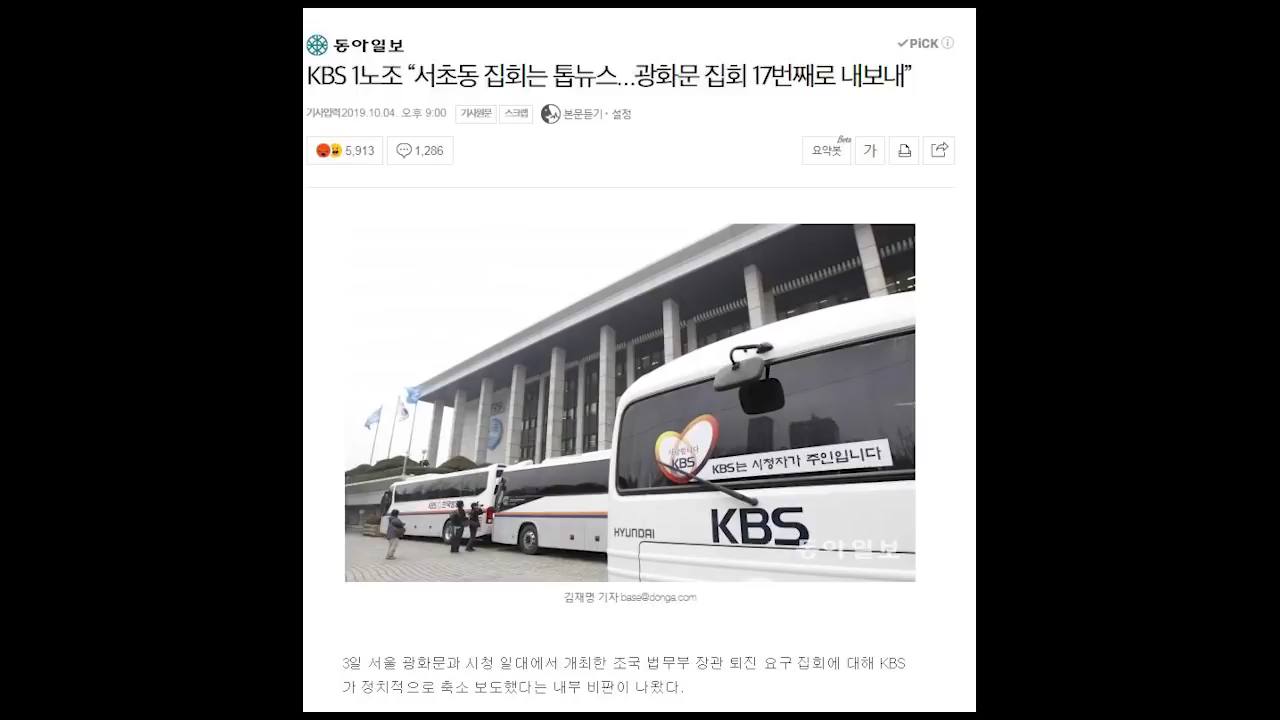 동아일보
✓PiCK
KBS 1노조 “서초동 집회는 톱뉴스…광화문 집회 17번째로 내보내”
기사입력 2019.10.04. 오후 9:00 기사원문 스크랩 본문듣기 · 설정
5,913 1,286 요약봇 Beta 가
KBS
KBS는 시청자가 주인입니다
HYUNDAI
KBS
동아일보
김재명 기자 base@donga.com
3일 서울 광화문과 시청 일대에서 개최한 조국 법무부 장관 퇴진 요구 집회에 대해 KBS
가 정치적으로 축소 보도했다는 내부 비판이 나왔다.